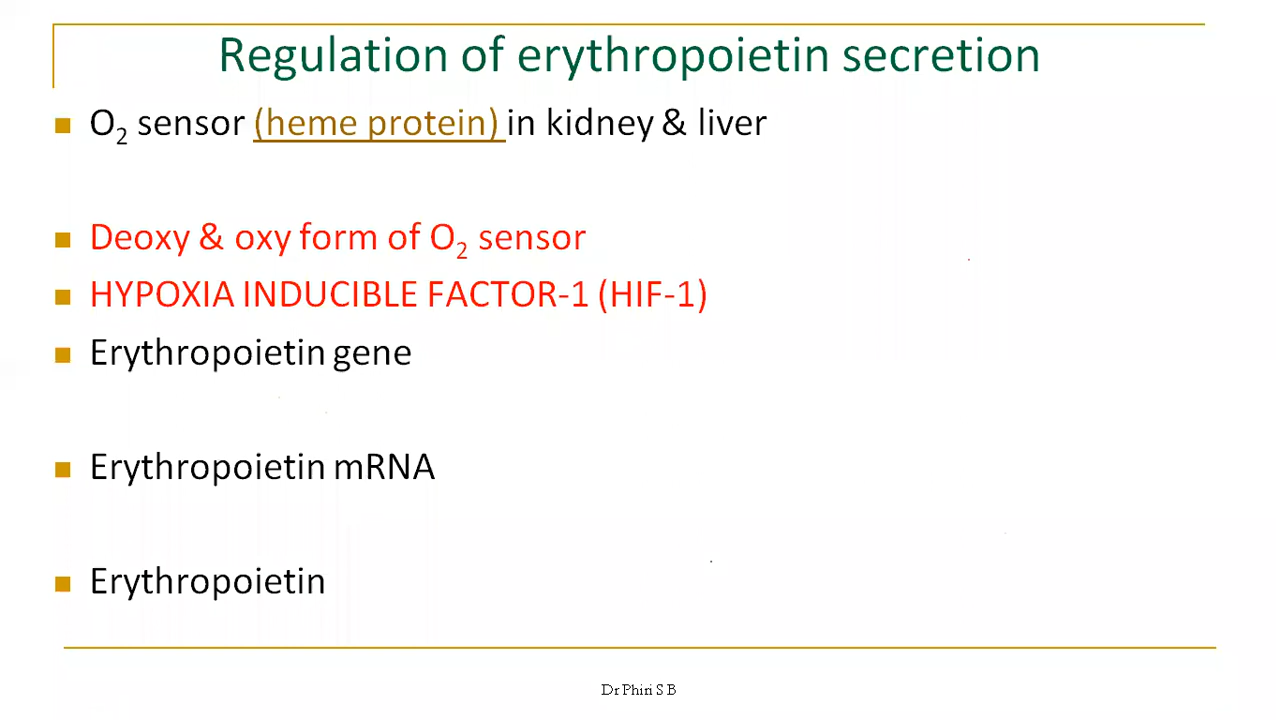 Regulation of erythropoietin secretion
O₂ sensor (heme protein) in kidney & liver
Deoxy & oxy form of O₂ sensor
HYPOXIA INDUCIBLE FACTOR-1 (HIF-1)
Erythropoietin gene
Erythropoietin mRNA
Erythropoietin
Dr Phiri S B